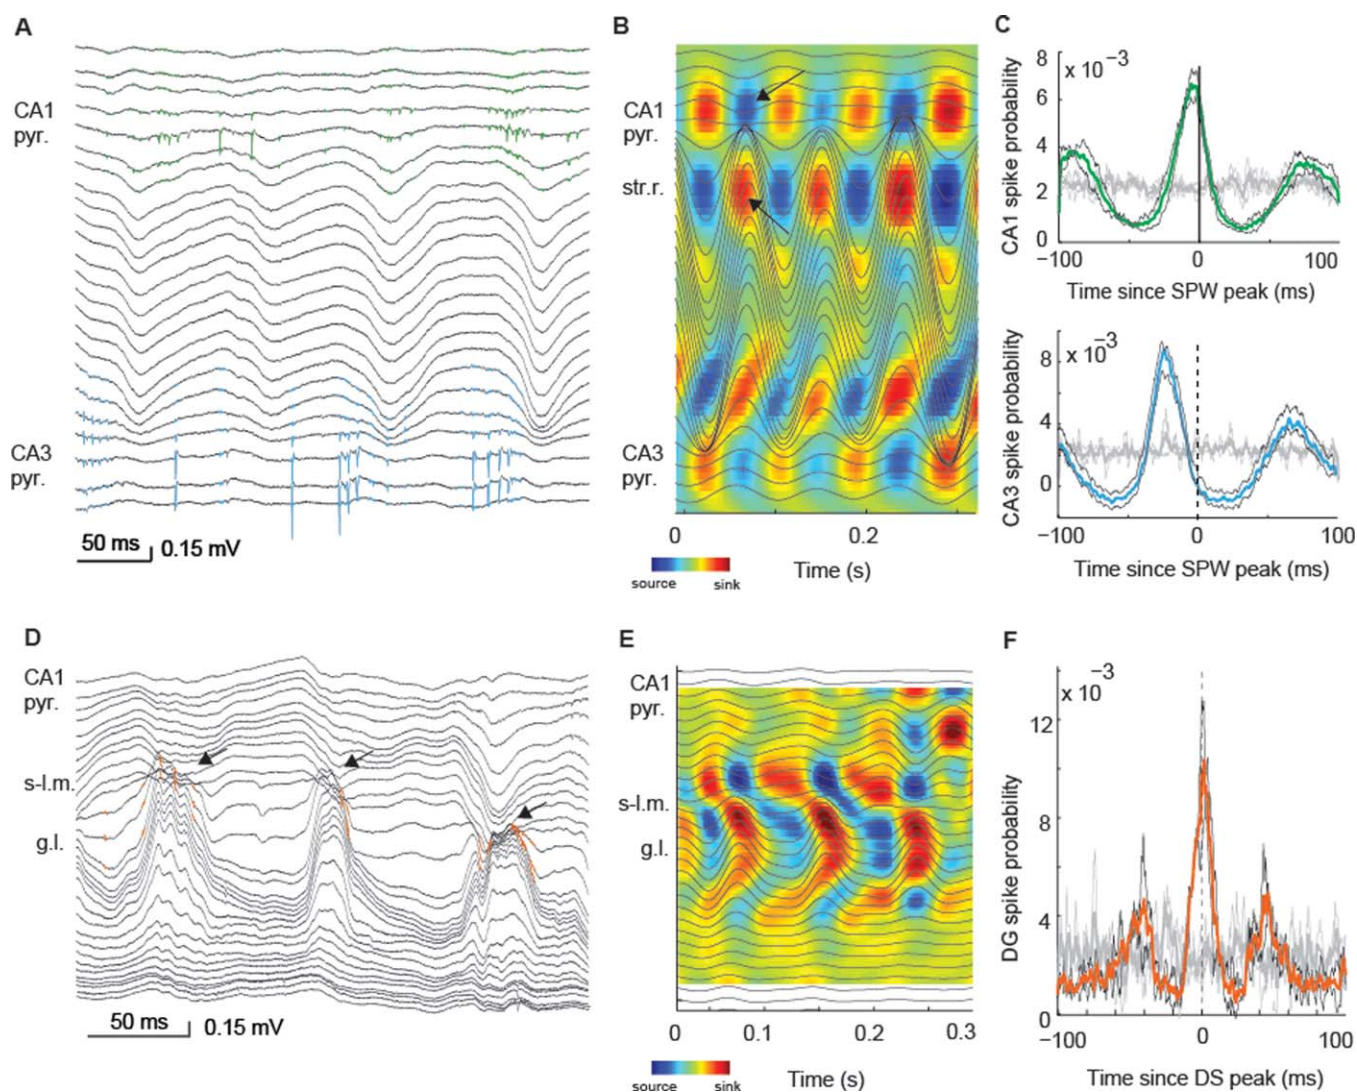 A
CA1
pyr.
CA3
pyr.
50 ms
0.15 mV
B
CA1
pyr.
str.r.
CA3
pyr.
0
0.2
source
sink
Time (s)
C
8
x 10⁻³
6
4
2
0
CA1 spike probability
−100
0
100
Time since SPW peak (ms)
8
x 10⁻³
4
0
CA3 spike probability
−100
0
100
Time since SPW peak (ms)
D
CA1
pyr.
s-l.m.
g.l.
50 ms
0.15 mV
E
CA1
pyr.
s-l.m.
g.l.
0
0.1
0.2
0.3
source
sink
Time (s)
F
x 10⁻³
12
8
4
0
DG spike probability
−100
0
100
Time since DS peak (ms)